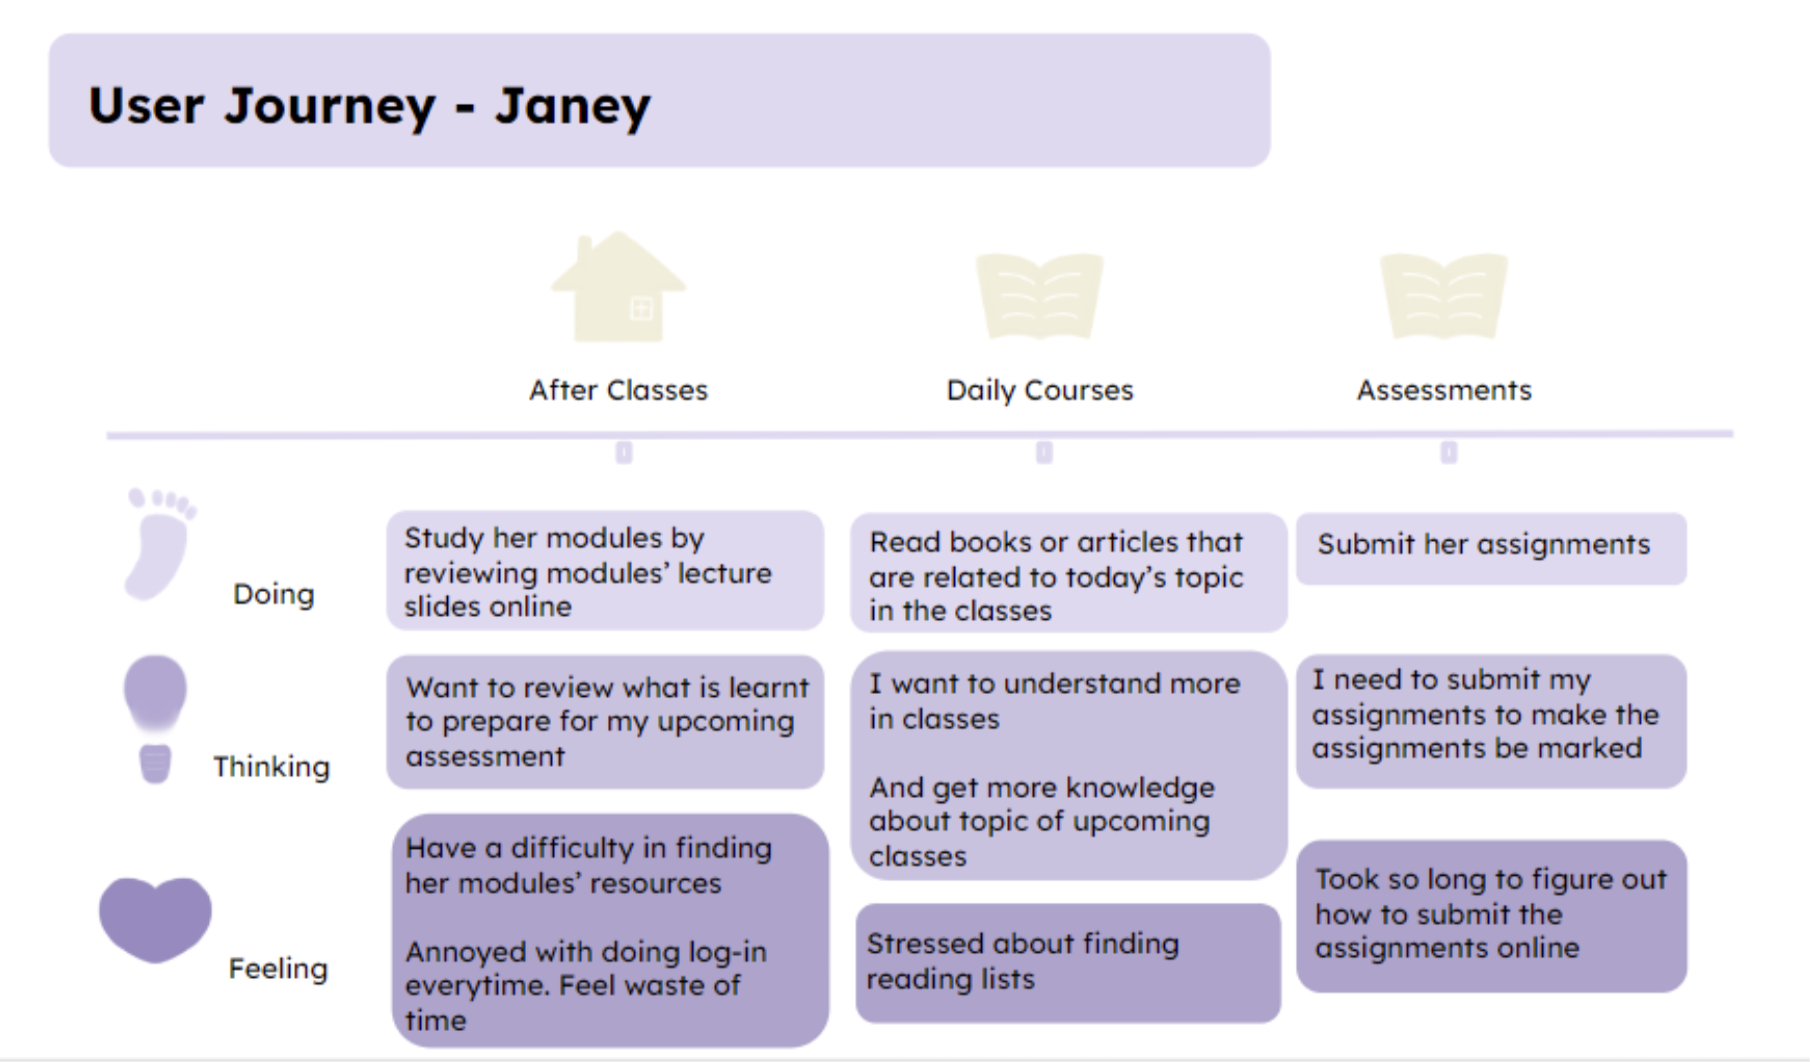 User Journey - Janey
After Classes
Daily Courses
Assessments
Doing
Study her modules by
reviewing modules’ lecture
slides online
Read books or articles that
are related to today’s topic
in the classes
Submit her assignments
Thinking
Want to review what is learnt
to prepare for my upcoming
assessment
I want to understand more
in classes
And get more knowledge
about topic of upcoming
classes
I need to submit my
assignments to make the
assignments be marked
Feeling
Have a difficulty in finding
her modules’ resources
Annoyed with doing log-in
everytime. Feel waste of
time
Stressed about finding
reading lists
Took so long to figure out
how to submit the
assignments online